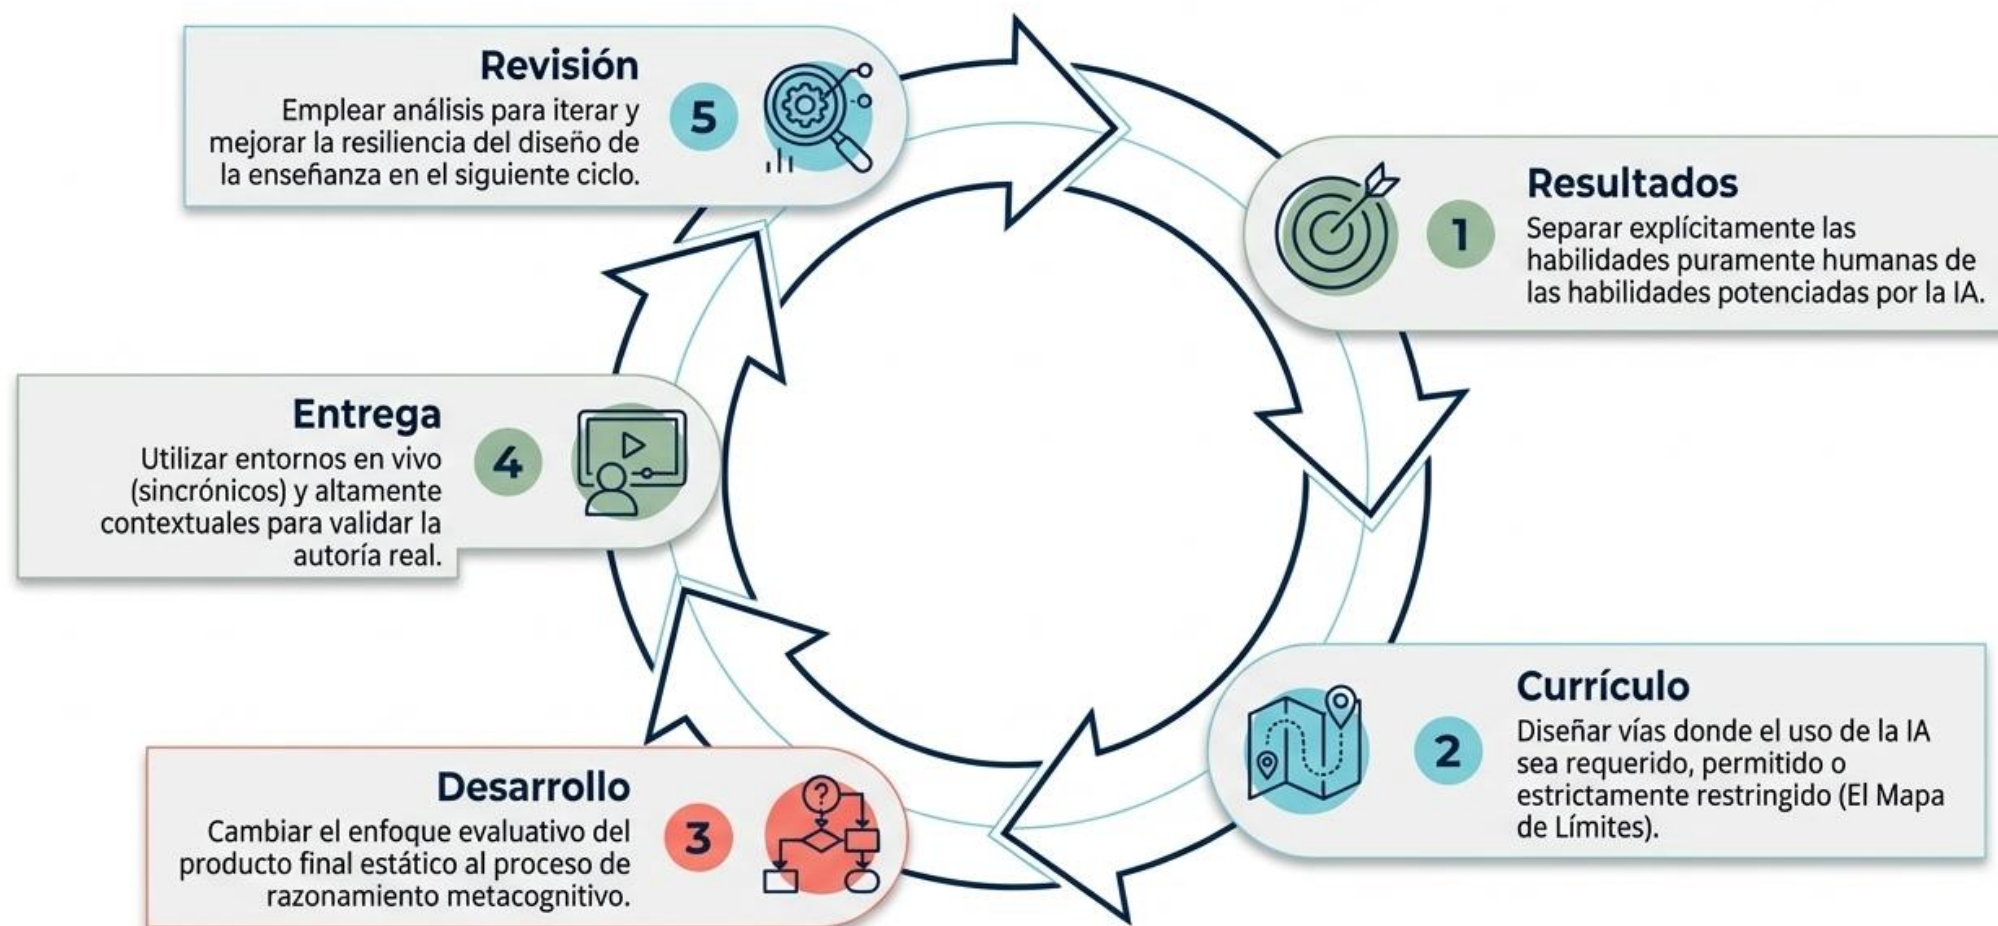 Revisión
5
Emplear análisis para iterar y
mejorar la resiliencia del diseño de
la enseñanza en el siguiente ciclo.
Resultados
1
Separar explícitamente las
habilidades puramente humanas de
las habilidades potenciadas por la IA.
Entrega
4
Utilizar entornos en vivo
(sincrónicos) y altamente
contextuales para validar la
autoría real.
Currículo
2
Diseñar vías donde el uso de la IA
sea requerido, permitido o
estrictamente restringido (El Mapa
de Límites).
Desarrollo
3
Cambiar el enfoque evaluativo del
producto final estático al proceso de
razonamiento metacognitivo.
?